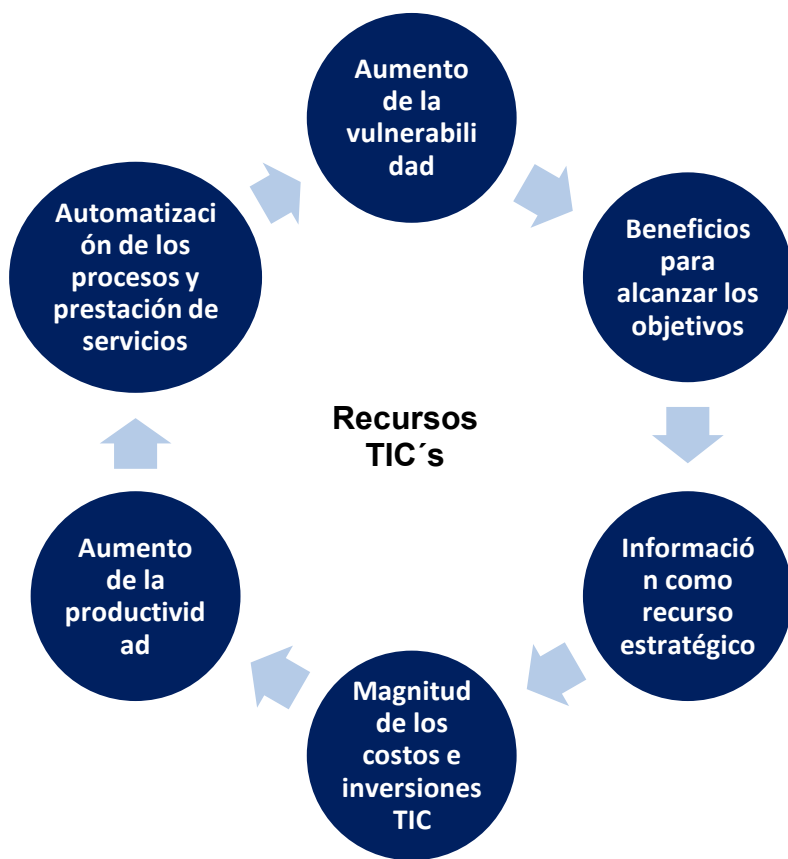 Aumento
de la
vulnerabili
dad
Beneficios
para
alcanzar los
objetivos
Informació
n como
recurso
estratégico
Magnitud
de los
costos e
inversiones
TIC
Aumento
de la
productivid
ad
Automatizaci
ón de los
procesos y
prestación de
servicios
Recursos
TIC´s